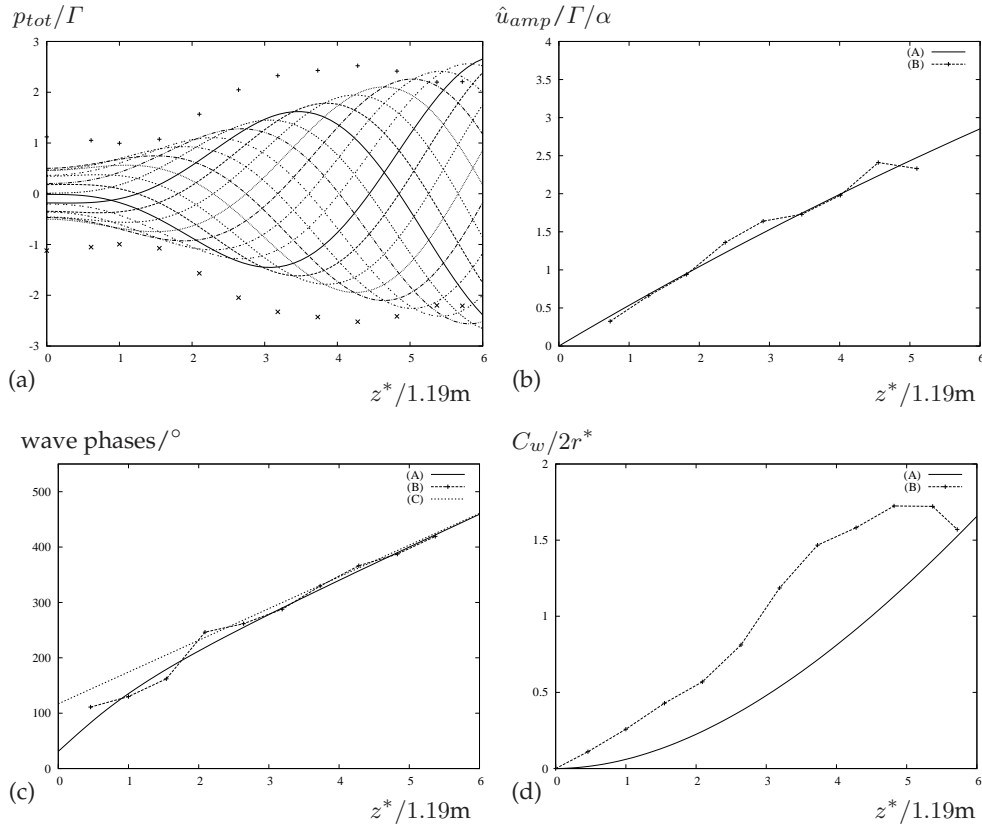 p_tot/Γ
3
2
1
0
-1
-2
-3
0 1 2 3 4 5 6
(a)
z*/1.19m
û_amp/Γ/α
4
3.5
3
2.5
2
1.5
1
0.5
0
0 1 2 3 4 5 6
(A)
(B)
(b)
z*/1.19m
wave phases/°
500
400
300
200
100
0
0 1 2 3 4 5 6
(A)
(B)
(C)
(c)
z*/1.19m
C_w/2r*
2
1.5
1
0.5
0
0 1 2 3 4 5 6
(A)
(B)
(d)
z*/1.19m